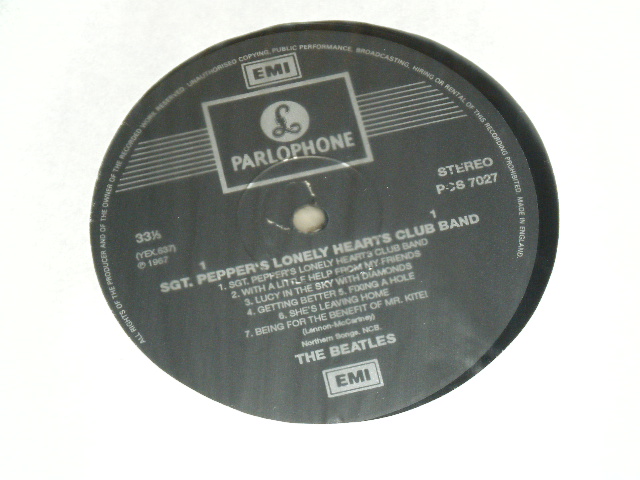 ALL RIGHTS OF THE PRODUCER AND OF THE OWNER OF THE RECORDED WORK RESERVED. UNAUTHORISED COPYING, PUBLIC PERFORMANCE, BROADCASTING, HIRING OR RENTAL OF THIS RECORDING PROHIBITED. MADE IN ENGLAND.
EMI
£
PARLOPHONE
STEREO
PCS 7027
33⅓
(YEX.637)
℗ 1967
1 1
SGT. PEPPER'S LONELY HEARTS CLUB BAND
1. SGT. PEPPER'S LONELY HEARTS CLUB BAND
2. WITH A LITTLE HELP FROM MY FRIENDS
3. LUCY IN THE SKY WITH DIAMONDS
4. GETTING BETTER 5. FIXING A HOLE
6. SHE'S LEAVING HOME
7. BEING FOR THE BENEFIT OF MR. KITE!
(Lennon-McCartney)
Northern Songs. NCB.
THE BEATLES
EMI